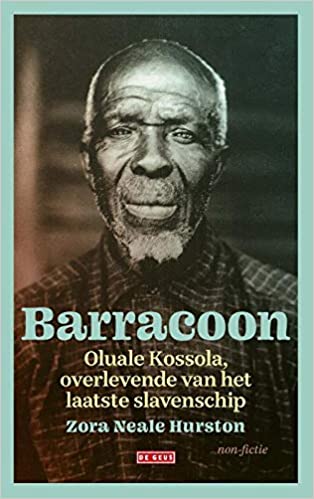 Barracoon
Oluale Kossola,
overlevende van het
laatste slavenschip
Zora Neale Hurston
non-fictie
DE GEUS